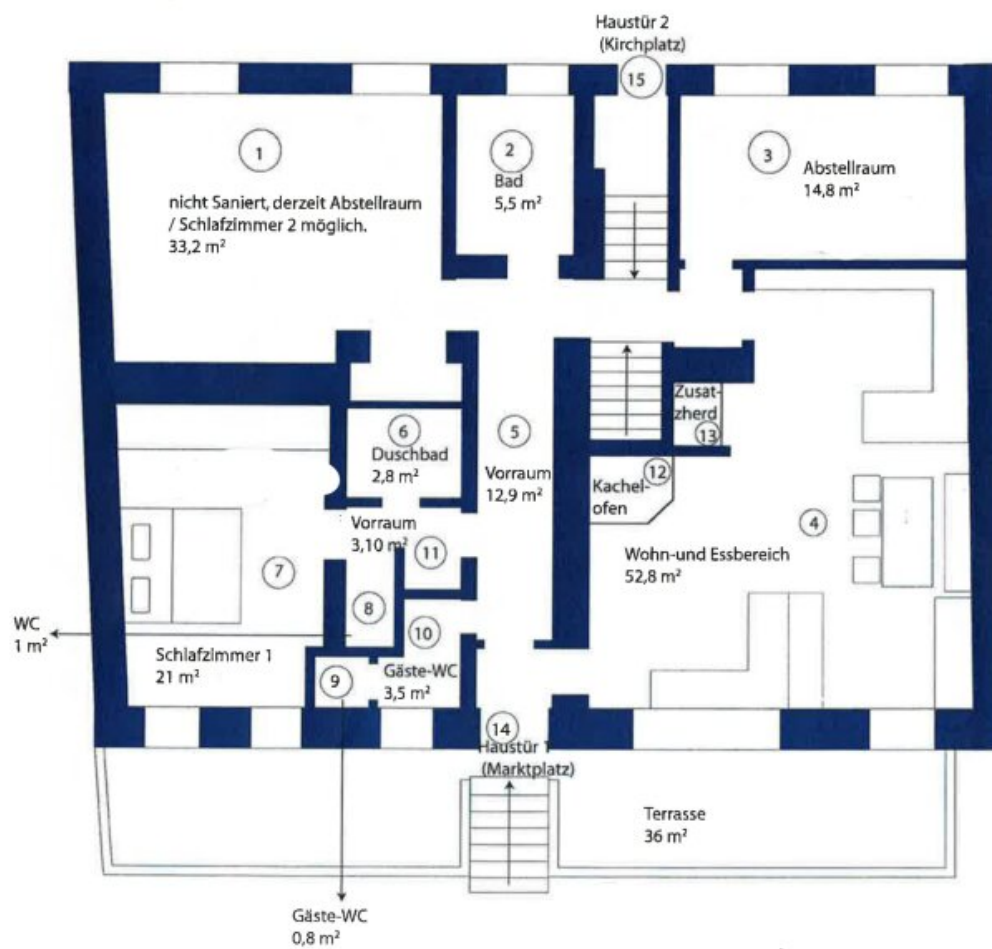 Haustür 2
(Kirchplatz)
15
1
nicht Saniert, derzeit Abstellraum
/ Schlafzimmer 2 möglich.
33,2 m²
2
Bad
5,5 m²
3
Abstellraum
14,8 m²
6
Duschbad
2,8 m²
5
Vorraum
12,9 m²
Zusat-
zherd
13
12
Kachel-
ofen
4
Wohn-und Essbereich
52,8 m²
Vorraum
3,10 m²
11
7
8
10
WC
1 m²
Schlafzimmer 1
21 m²
9
Gäste-WC
3,5 m²
14
Haustür 1
(Marktplatz)
Terrasse
36 m²
Gäste-WC
0,8 m²